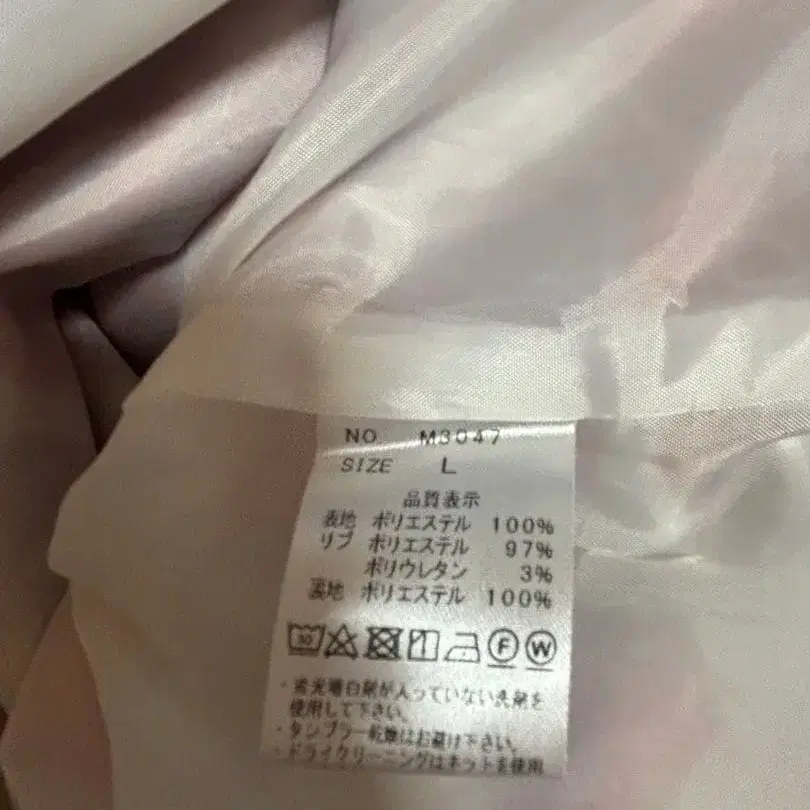 NO M3047
SIZE L
品質表示
表地 ポリエステル 100%
リブ ポリエステル 97%
ポリウレタン 3%
裏地 ポリエステル 100%
30 F W
・蛍光増白剤が入っていない洗剤を
使用して下さい。
・タンブラー乾燥はお避け下さい。
・ドライクリーニングはネットを使用